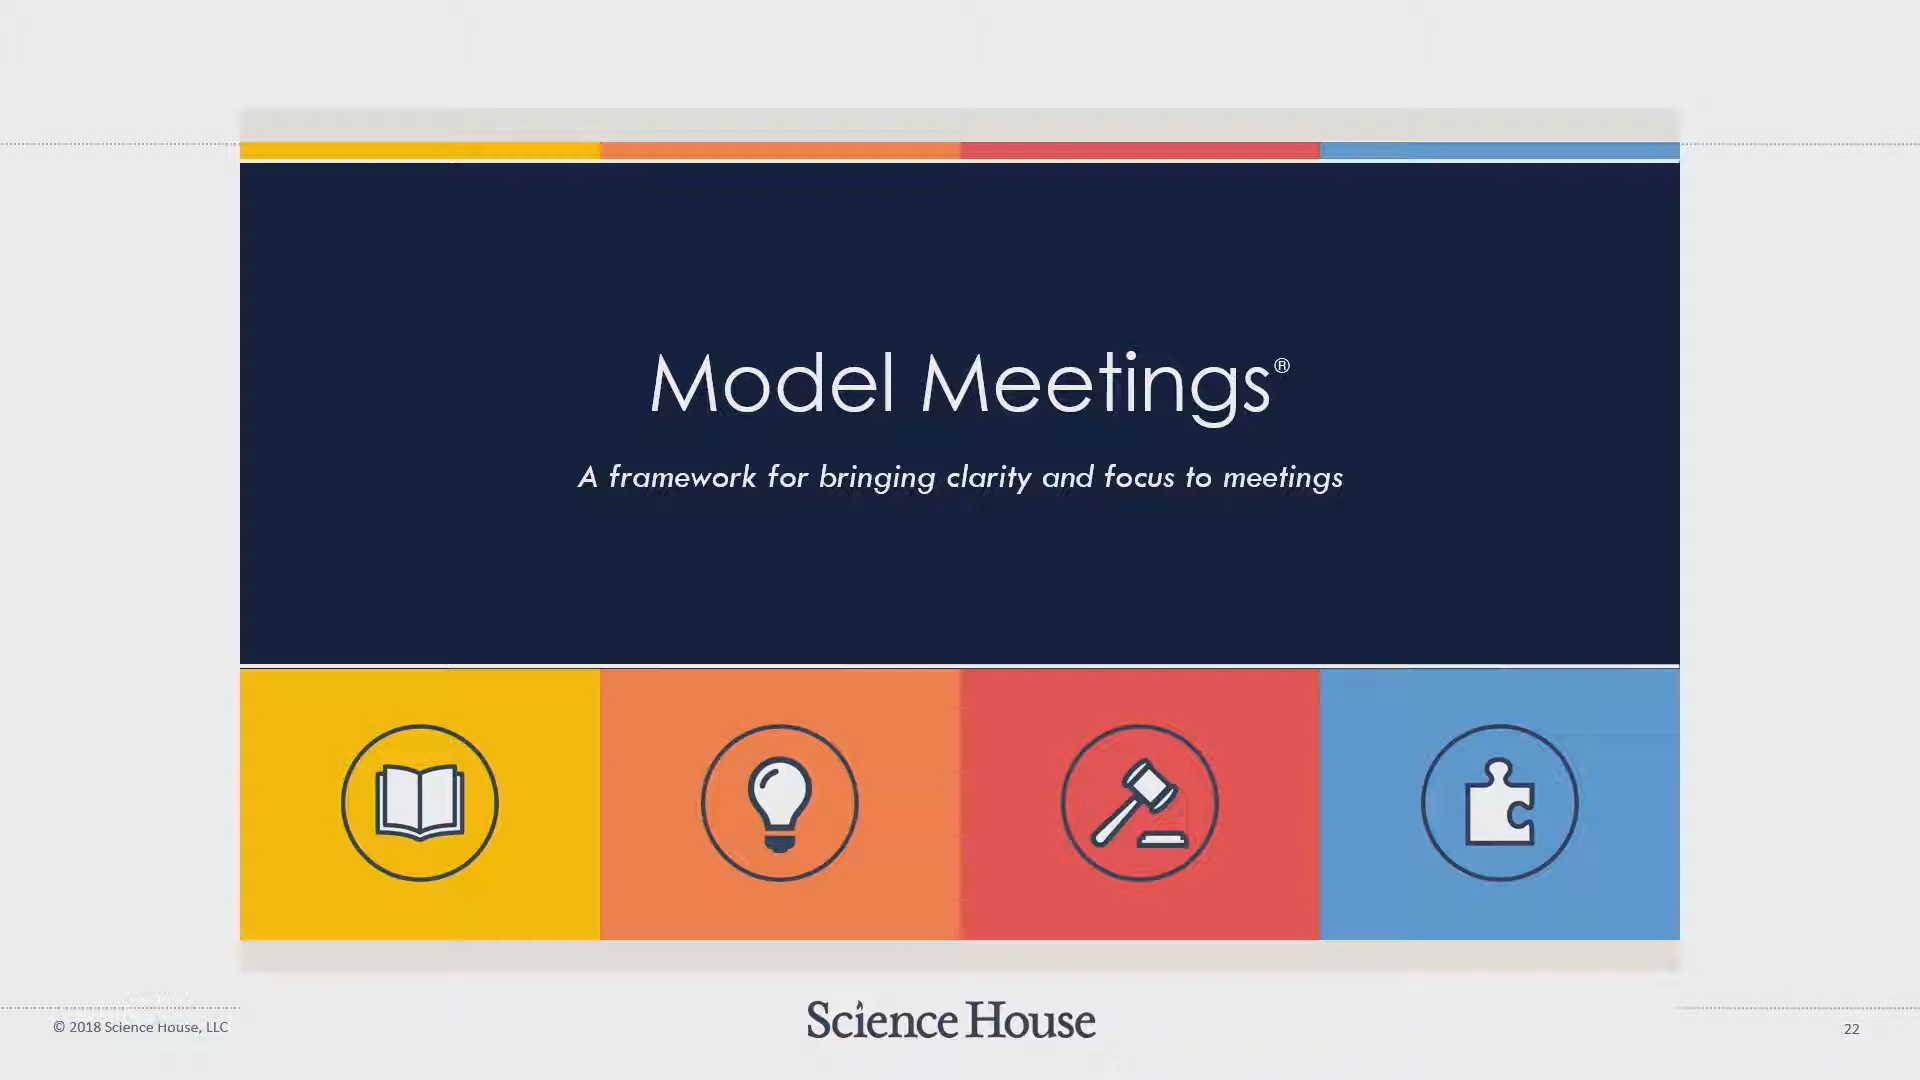 Model Meetings®
A framework for bringing clarity and focus to meetings
Science House
© 2018 Science House, LLC
22